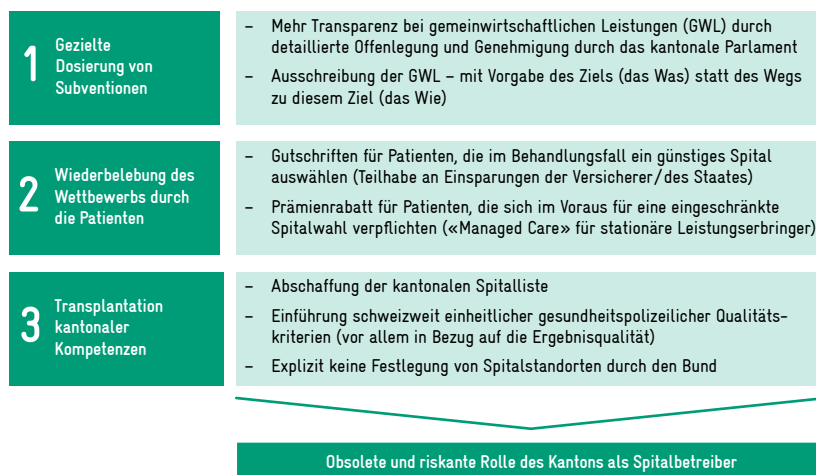 1
Gezielte
Dosierung von
Subventionen
– Mehr Transparenz bei gemeinwirtschaftlichen Leistungen (GWL) durch
detaillierte Offenlegung und Genehmigung durch das kantonale Parlament
– Ausschreibung der GWL – mit Vorgabe des Ziels (das Was) statt des Wegs
zu diesem Ziel (das Wie)
2
Wiederbelebung des
Wettbewerbs durch
die Patienten
– Gutschriften für Patienten, die im Behandlungsfall ein günstiges Spital
auswählen (Teilhabe an Einsparungen der Versicherer/des Staates)
– Prämienrabatt für Patienten, die sich im Voraus für eine eingeschränkte
Spitalwahl verpflichten («Managed Care» für stationäre Leistungserbringer)
3
Transplantation
kantonaler
Kompetenzen
– Abschaffung der kantonalen Spitalliste
– Einführung schweizweit einheitlicher gesundheitspolizeilicher Qualitäts-
kriterien (vor allem in Bezug auf die Ergebnisqualität)
– Explizit keine Festlegung von Spitalstandorten durch den Bund
Obsolete und riskante Rolle des Kantons als Spitalbetreiber